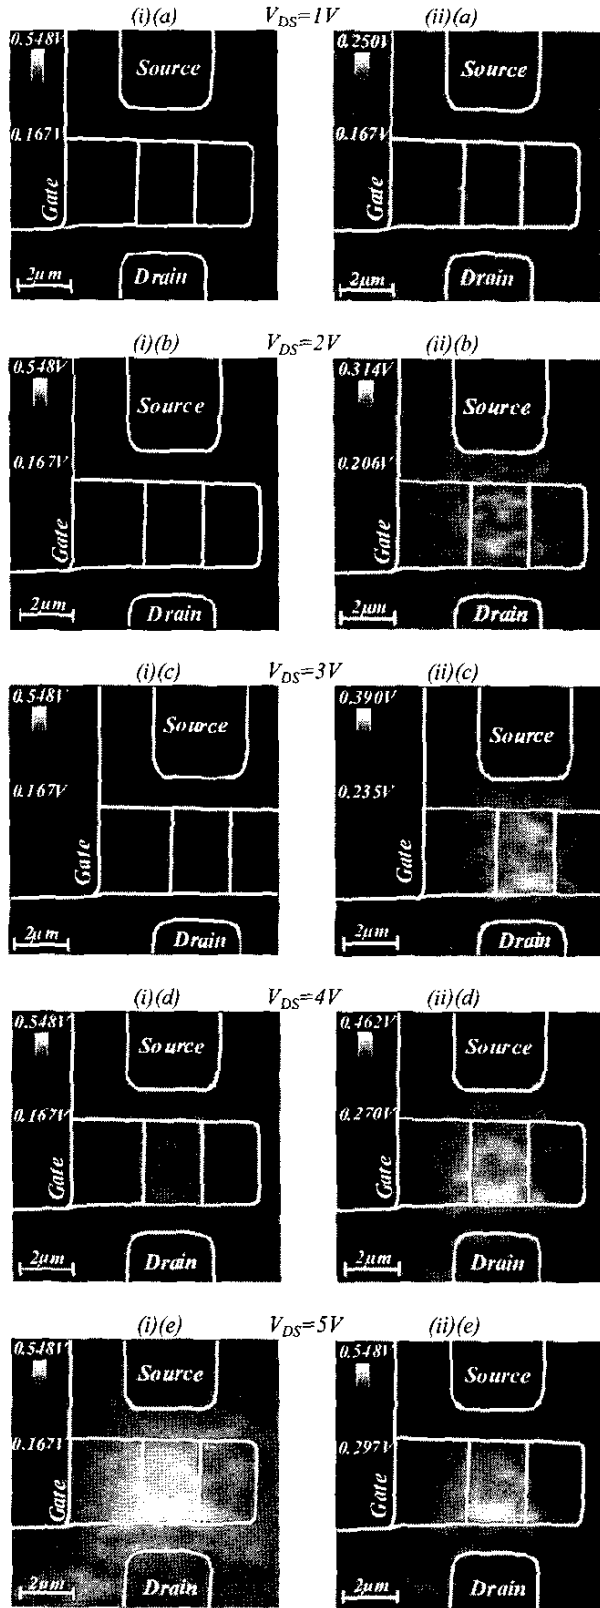 (i)(a) V_DS=1V (ii)(a)
0.548V Source 0.250V Source
0.167V 0.167V
Gate Gate
2μm Drain 2μm Drain
(i)(b) V_DS=2V (ii)(b)
0.548V Source 0.314V Source
0.167V 0.206V
Gate Gate
2μm Drain 2μm Drain
(i)(c) V_DS=3V (ii)(c)
0.548V Source 0.390V Source
0.167V 0.235V
Gate Gate
2μm Drain 2μm Drain
(i)(d) V_DS=4V (ii)(d)
0.548V Source 0.462V Source
0.167V 0.270V
Gate Gate
2μm Drain 2μm Drain
(i)(e) V_DS=5V (ii)(e)
0.548V Source 0.548V Source
0.167V 0.297V
Gate Gate
2μm Drain 2μm Drain